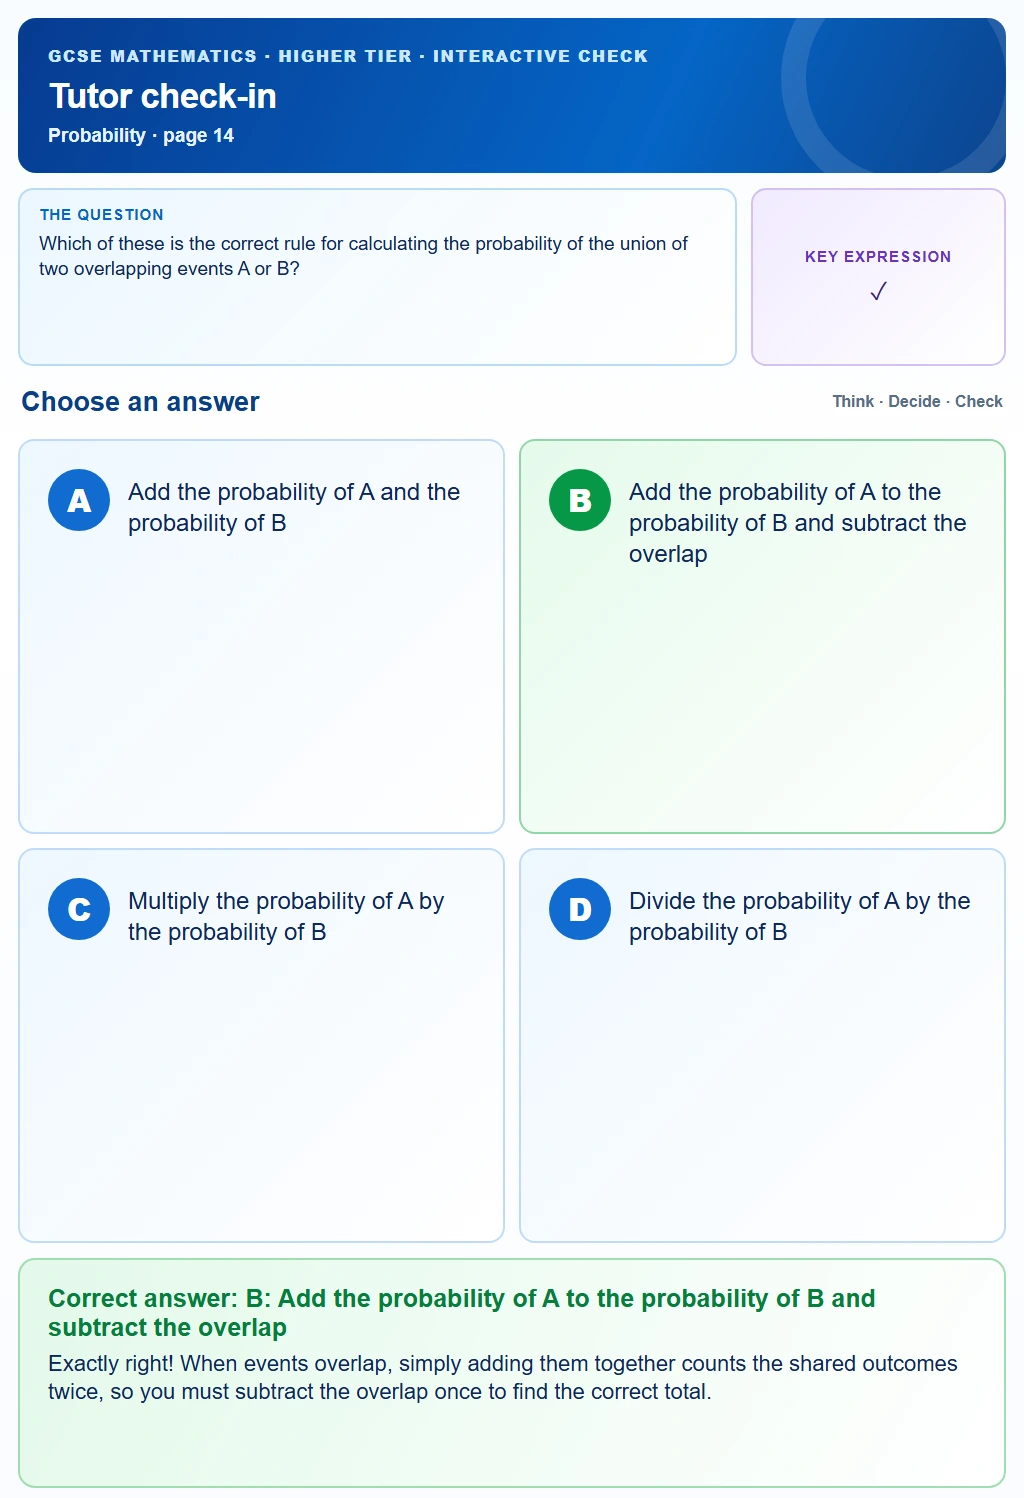 GCSE MATHEMATICS · HIGHER TIER · INTERACTIVE CHECK
Tutor check-in
Probability · page 14
THE QUESTION
Which of these is the correct rule for calculating the probability of the union of
two overlapping events A or B?
KEY EXPRESSION
✓
Choose an answer
Think · Decide · Check
A
Add the probability of A and the
probability of B
B
Add the probability of A to the
probability of B and subtract the
overlap
C
Multiply the probability of A by
the probability of B
D
Divide the probability of A by the
probability of B
Correct answer: B: Add the probability of A to the probability of B and
subtract the overlap
Exactly right! When events overlap, simply adding them together counts the shared outcomes
twice, so you must subtract the overlap once to find the correct total.